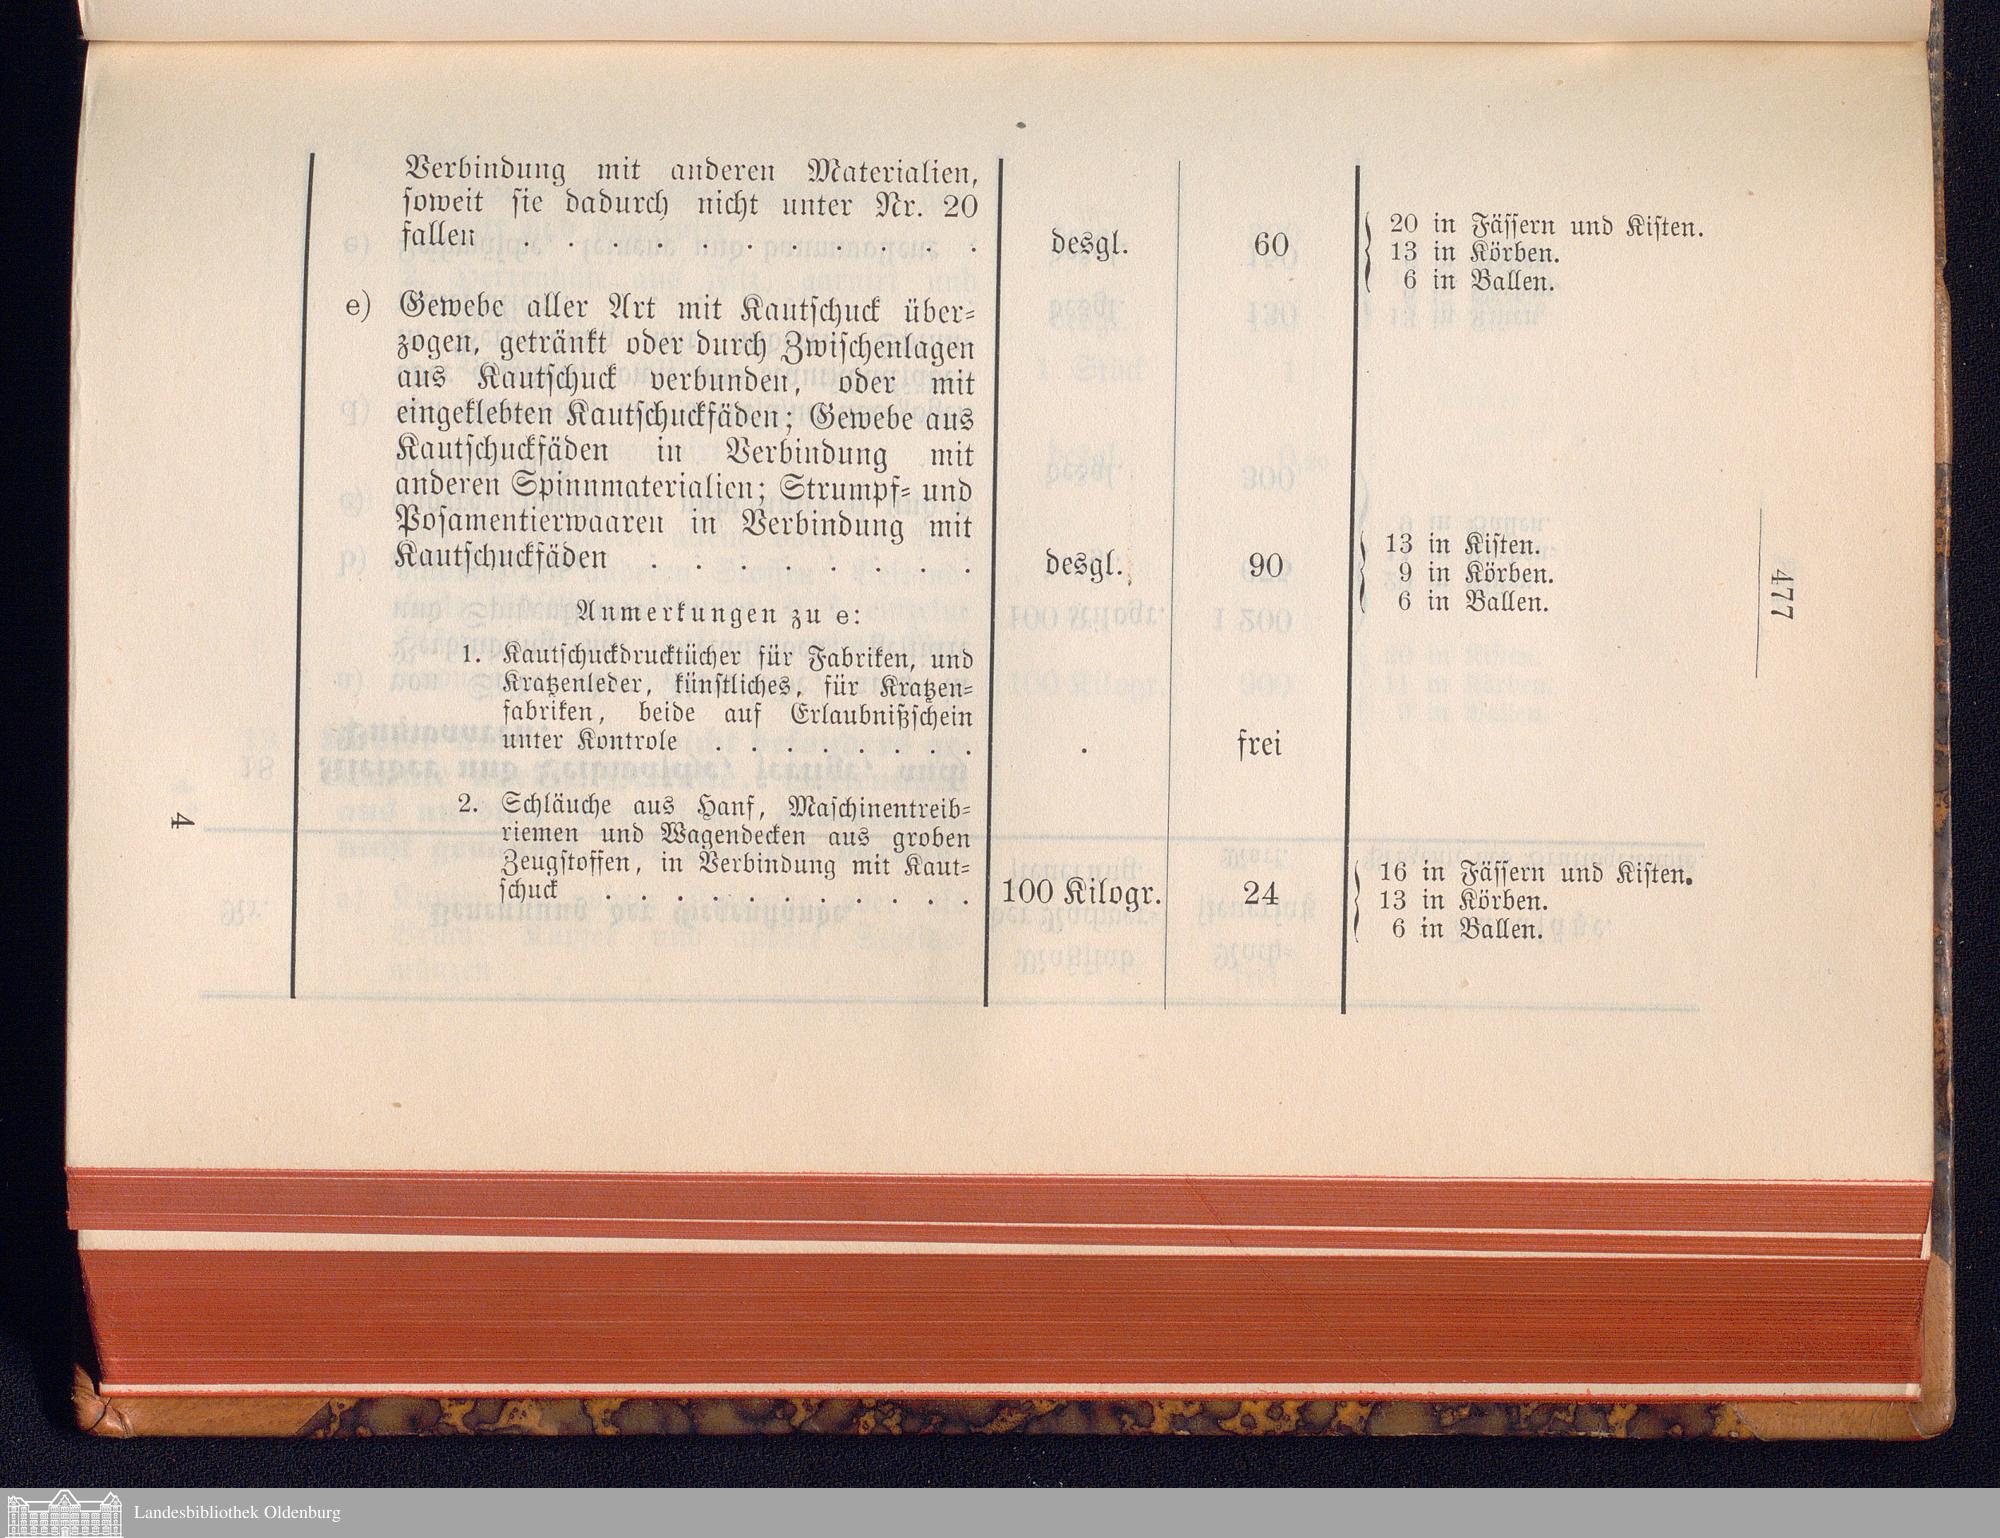 Verbindung mit anderen Materialien,
soweit sie dadurch nicht unter Nr. 20
fallen . . . . . . . . . . . desgl. 60
20 in Fässern und Kisten.
13 in Körben.
6 in Ballen.
e) Gewebe aller Art mit Kautschuck über-
zogen, getränkt oder durch Zwischenlagen
aus Kautschuck verbunden, oder mit
eingeklebten Kautschuckfäden; Gewebe aus
Kautschuckfäden in Verbindung mit
anderen Spinnmaterialien; Strumpf- und
Posamentierwaaren in Verbindung mit
Kautschuckfäden . . . . . . . . desgl. 90
13 in Kisten.
9 in Körben.
6 in Ballen.
Anmerkungen zu e:
1. Kautschuckdrucktücher für Fabriken, und
Kratzenleder, künstliches, für Kratzen-
fabriken, beide auf Erlaubnißschein
unter Kontrole . . . . . . . . . frei
2. Schläuche aus Hanf, Maschinentreib-
riemen und Wagendecken aus groben
Zeugstoffen, in Verbindung mit Kaut-
schuck . . . . . . . . . . . 100 Kilogr. 24
16 in Fässern und Kisten.
13 in Körben.
6 in Ballen.
477
4
Landesbibliothek Oldenburg